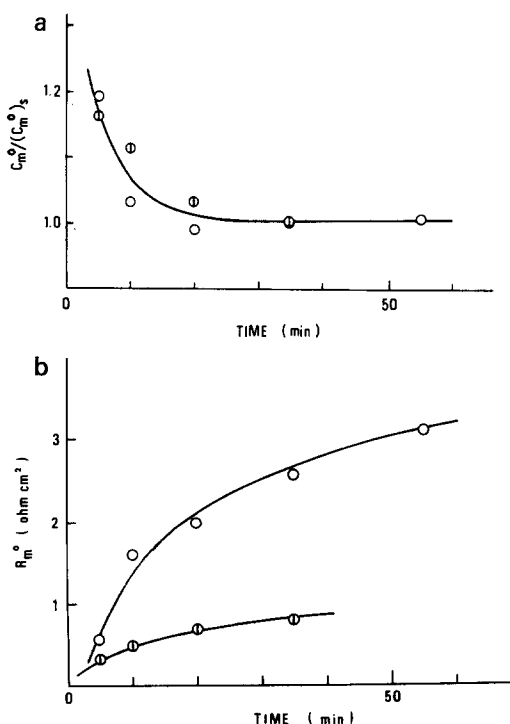 a
C_m^o/(C_m^o)_s
1.2
1.0
0
50
TIME (min)
b
R_m^o (ohm cm²)
3
2
1
0
50
TIME (min)